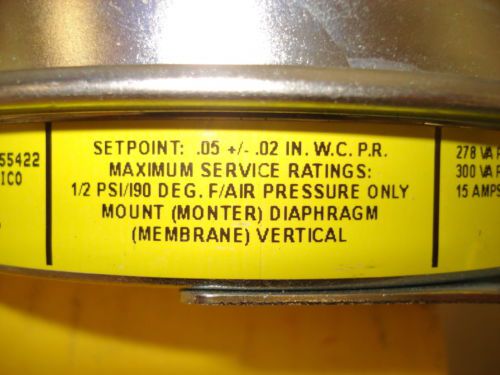 55422
ICO
SETPOINT: .05 +/- .02 IN. W.C. P.R.
MAXIMUM SERVICE RATINGS:
1/2 PSI/190 DEG. F/AIR PRESSURE ONLY
MOUNT (MONTER) DIAPHRAGM
(MEMBRANE) VERTICAL
278 VA
300 VA
15 AMPS